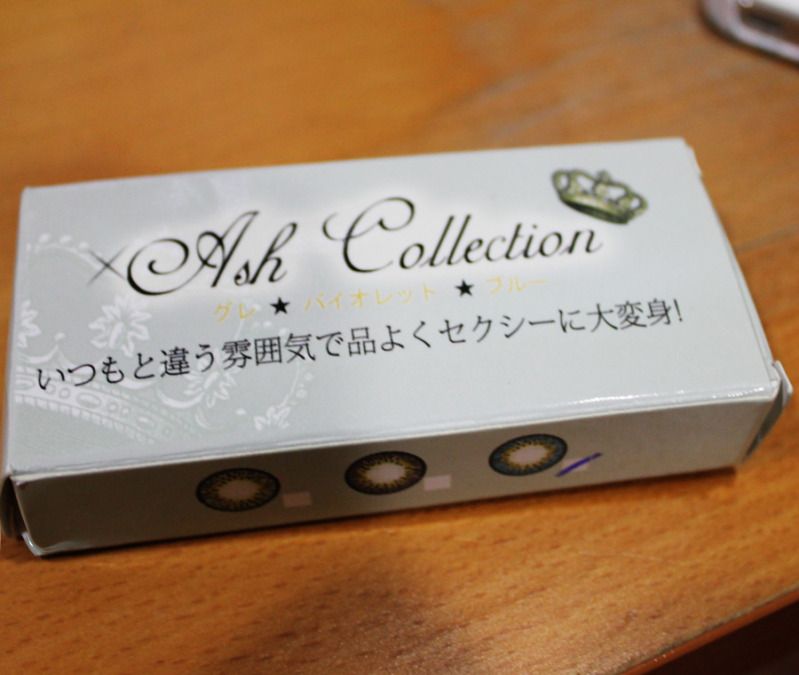 ×Ash Collection
グレ★バイオレット★ブルー
いつもと違う雰囲気で品よくセクシーに大変身!